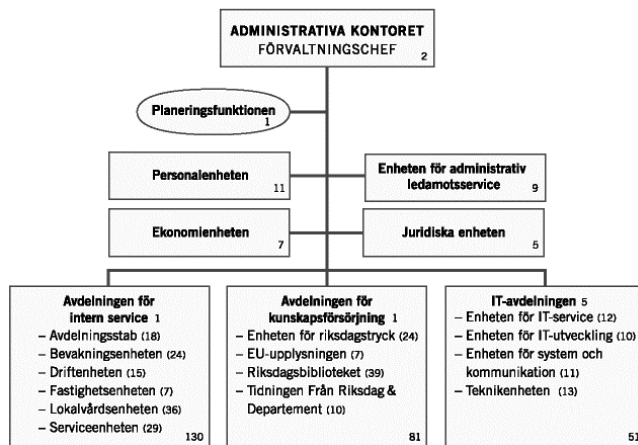 ADMINISTRATIVA KONTORET
FÖRVALTNINGSCHEF
2
Planeringsfunktionen
1
Personalenheten
11
Enheten för administrativ
ledamotsservice
9
Ekonomienheten
7
Juridiska enheten
5
Avdelningen för
intern service 1
– Avdelningsstab (18)
– Bevakningsenheten (24)
– Driftenheten (15)
– Fastighetsenheten (7)
– Lokalvårdsenheten (36)
– Serviceenheten (29)
130
Avdelningen för
kunskapsförsörjning 1
– Enheten för riksdagstryck (24)
– EU-upplysningen (7)
– Riksdagsbiblioteket (39)
– Tidningen Från Riksdag &
Departement (10)
81
IT-avdelningen 5
– Enheten för IT-service (12)
– Enheten för IT-utveckling (10)
– Enheten för system och
kommunikation (11)
– Teknikenheten (13)
51